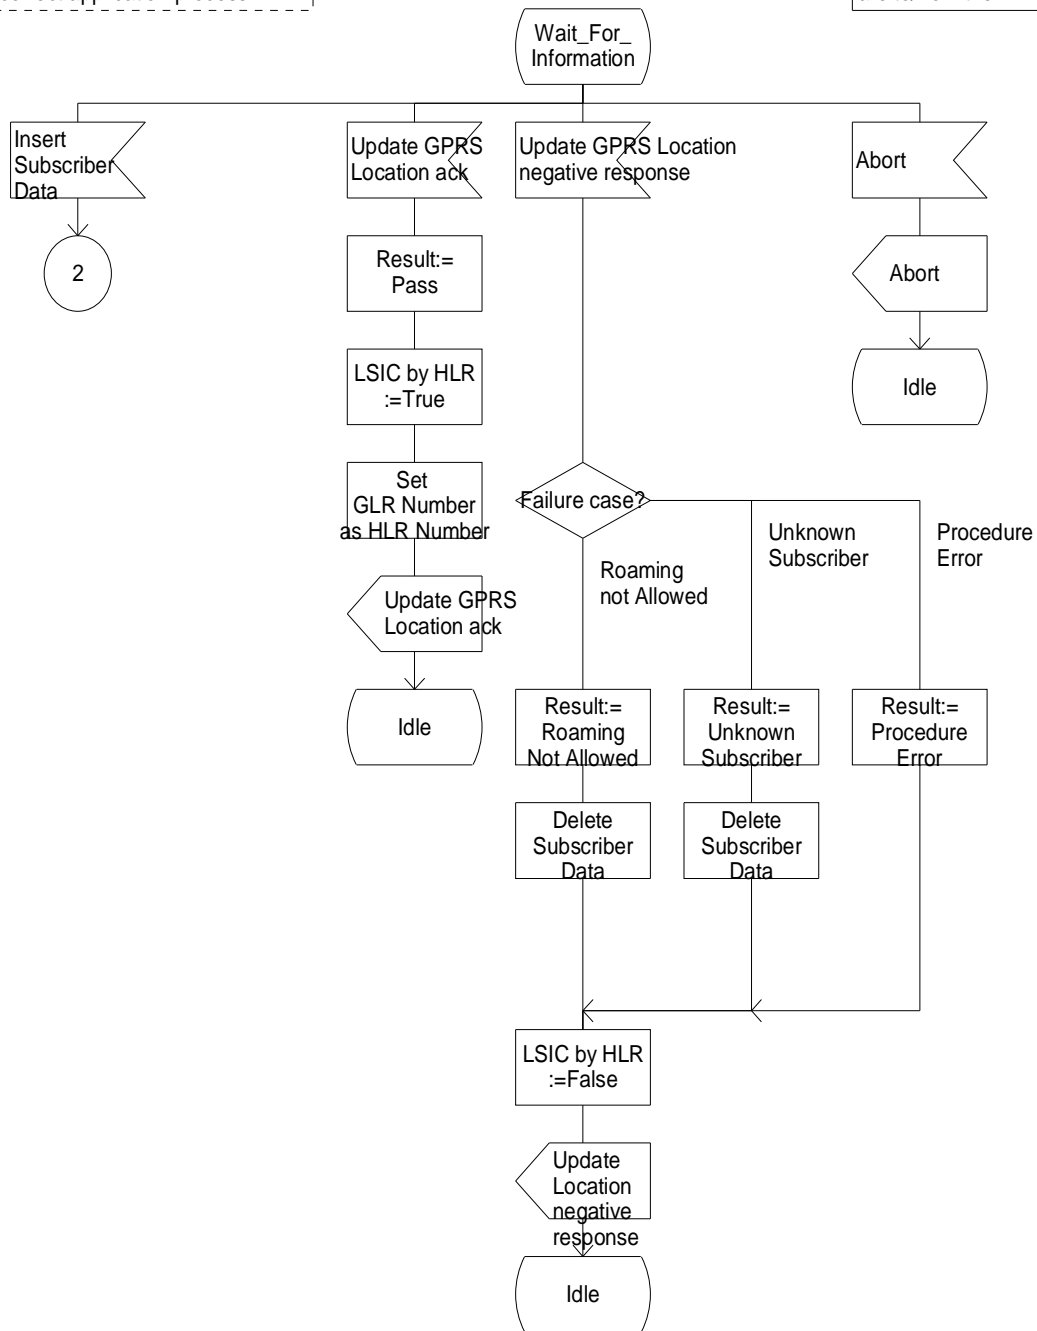 Wait_For_
Information
Insert
Subscriber
Data
Update GPRS
Location ack
Update GPRS Location
negative response
Abort
2
Result:=
Pass
Abort
LSIC by HLR
:=True
Idle
Set
GLR Number
as HLR Number
Failure case?
Unknown
Subscriber
Procedure
Error
Roaming
not Allowed
Update GPRS
Location ack
Idle
Result:=
Roaming
Not Allowed
Result:=
Unknown
Subscriber
Result:=
Procedure
Error
Delete
Subscriber
Data
Delete
Subscriber
Data
LSIC by HLR
:=False
Update
Location
negative
response
Idle